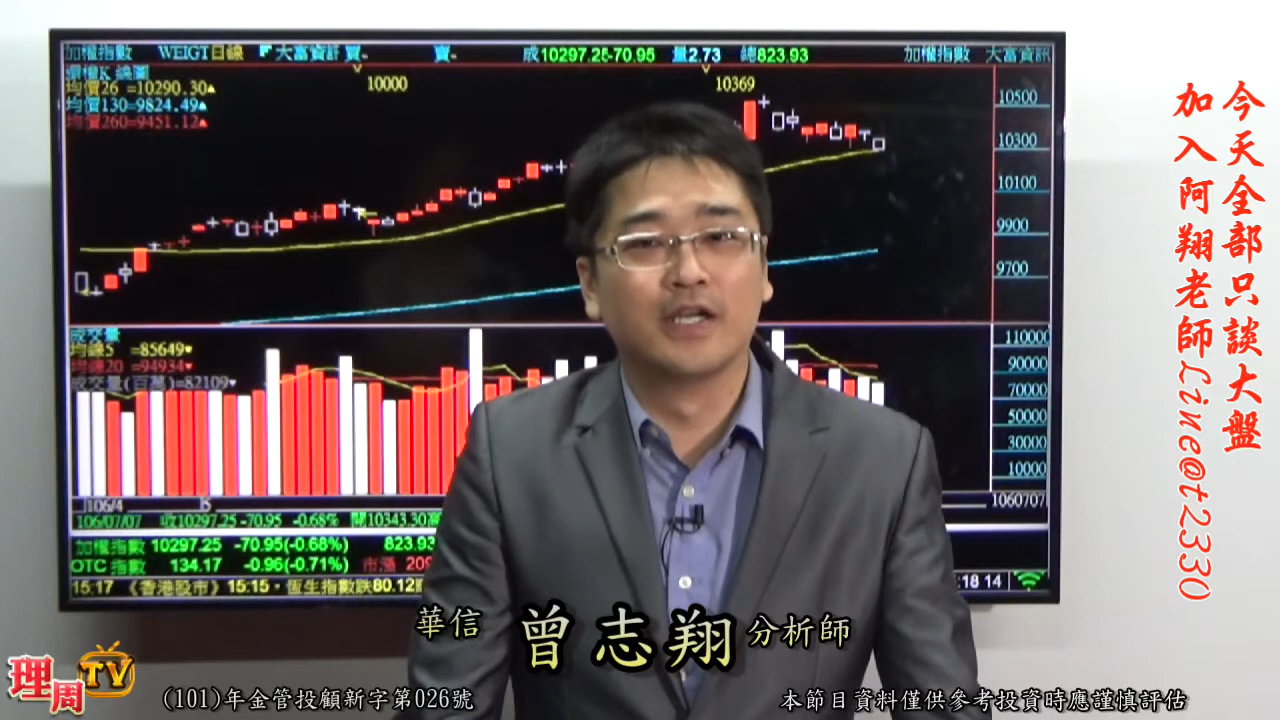 加權指數 WEIGT日線 大富資訊 買- 賣- 成10297.25-70.95 量2.73 總823.93 加權指數 大富資訊
還權K 線圖
均價26 =10290.30
均價130=9824.49
均價260=9451.12
10000
10369
10500
10300
10100
9900
9700
成交量
均線5 =85649
均線20 =94934
成交量(百萬)=82109
110000
90000
70000
50000
30000
10000
106/4
1060707
106/07/07 收10297.25 -70.95 -0.68% 開10343.30高
加權指數 10297.25 -70.95(-0.68%) 823.93
OTC 指數 134.17 -0.96(-0.71%) 市漲 209
15:17 《香港股市》 15:15，恆生指數跌80.12
:18 14
今天全部只談大盤
加入阿翔老師Line@t2330
華信 曾志翔 分析師
理周TV
(101)年金管投顧新字第026號
本節目資料僅供參考投資時應謹慎評估